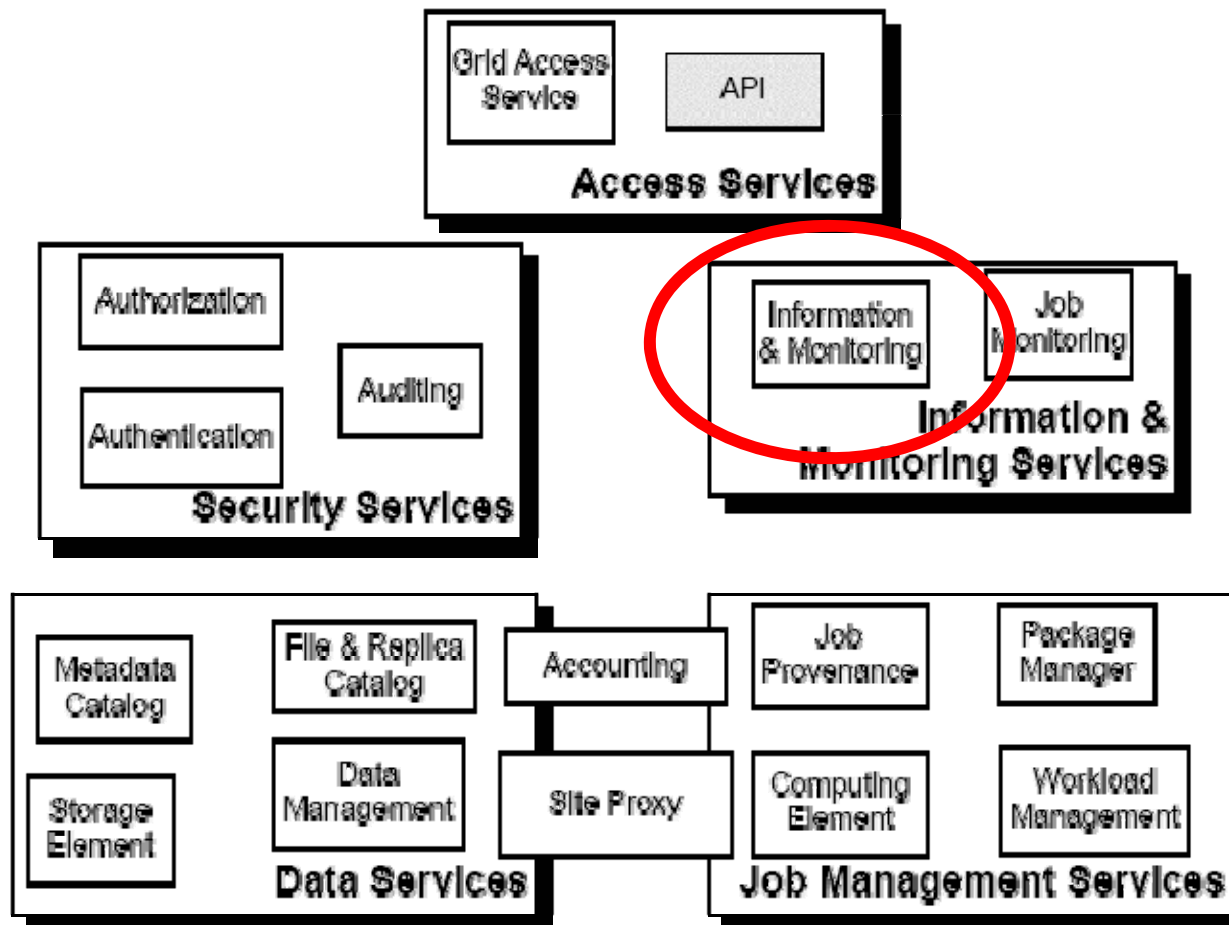 Grid Access
Service
API
Access Services
Authorization
Auditing
Authentication
Security Services
Information
& Monitoring
Job
Monitoring
Information &
Monitoring Services
Metadata
Catalog
File & Replica
Catalog
Storage
Element
Data
Management
Data Services
Accounting
Site Proxy
Job
Provenance
Package
Manager
Computing
Element
Workload
Management
Job Management Services